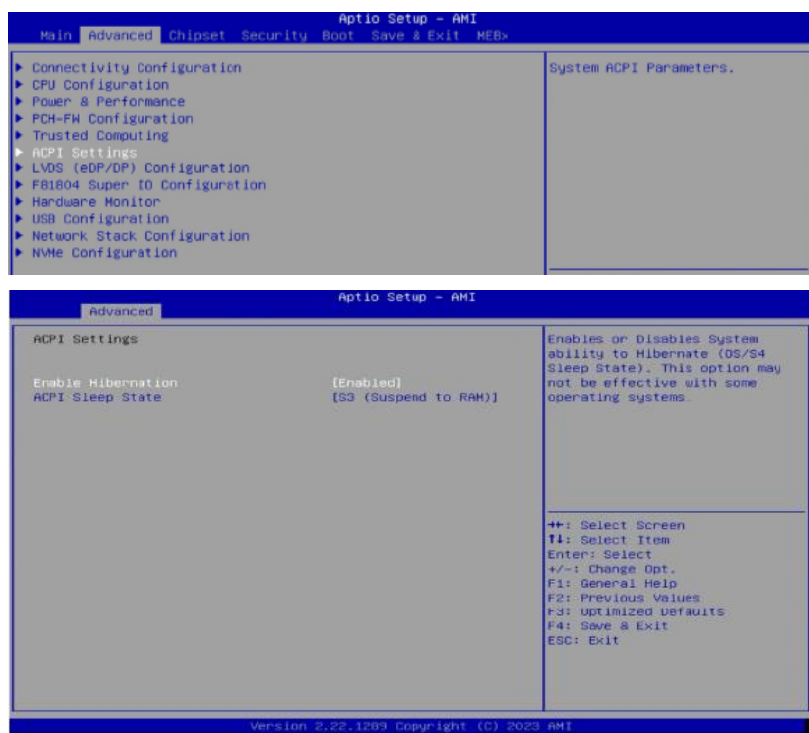 Aptio Setup – AMI
Main Advanced Chipset Security Boot Save & Exit MEBx
Connectivity Configuration
CPU Configuration
Power & Performance
PCH-FW Configuration
Trusted Computing
ACPI Settings
LVDS (eDP/DP) Configuration
F81804 Super IO Configuration
Hardware Monitor
USB Configuration
Network Stack Configuration
NVMe Configuration
System ACPI Parameters.
Aptio Setup – AMI
Advanced
ACPI Settings
Enable Hibernation [Enabled]
ACPI Sleep State [S3 (Suspend to RAM)]
Enables or Disables System
ability to Hibernate (OS/S4
Sleep State). This option may
not be effective with some
operating systems.
→←: Select Screen
↑↓: Select Item
Enter: Select
+/-: Change Opt.
F1: General Help
F2: Previous Values
F3: Optimized Defaults
F4: Save & Exit
ESC: Exit
Version 2.22.1289 Copyright (C) 2023 AMI